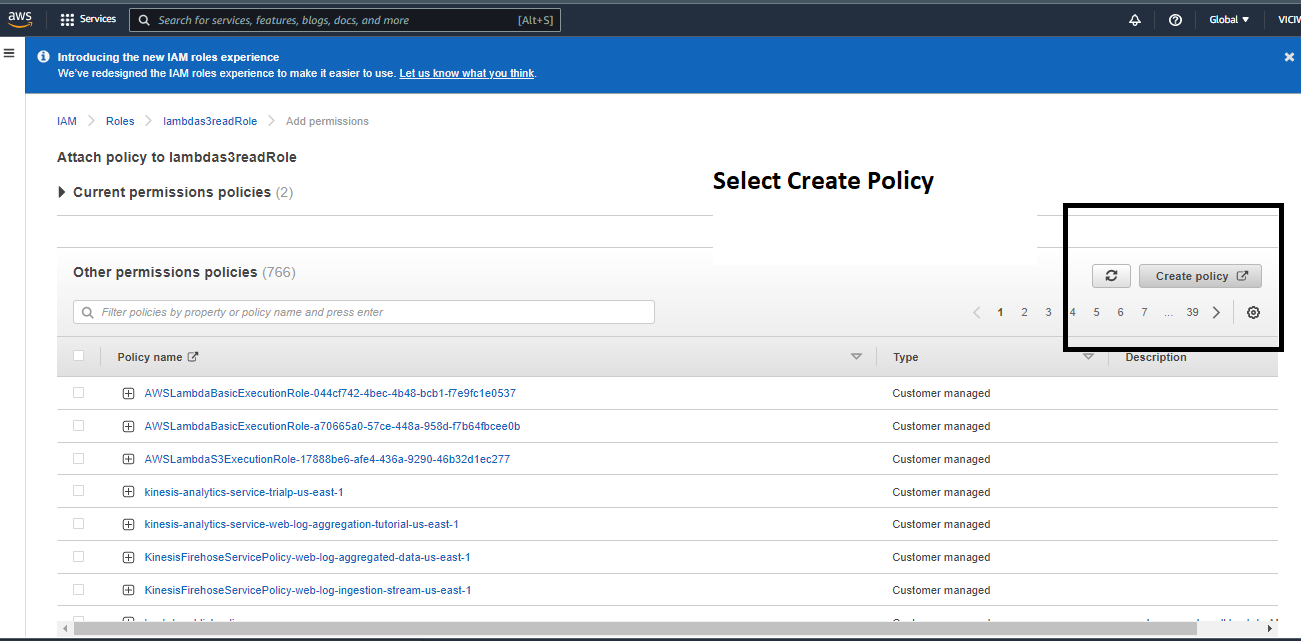 aws Services Search for services, features, blogs, docs, and more [Alt+S] Global ▼
Introducing the new IAM roles experience
We've redesigned the IAM roles experience to make it easier to use. Let us know what you think.
IAM > Roles > lambdas3readRole > Add permissions
Attach policy to lambdas3readRole
Select Create Policy
Current permissions policies (2)
Other permissions policies (766)
Create policy
Filter policies by property or policy name and press enter
1 2 3 4 5 6 7 ... 39
Policy name Type Description
AWSLambdaBasicExecutionRole-044cf742-4bec-4b48-bcb1-f7e9fc1e0537 Customer managed
AWSLambdaBasicExecutionRole-a70665a0-57ce-448a-958d-f7b64fbcee0b Customer managed
AWSLambdaS3ExecutionRole-17888be6-afe4-436a-9290-46b32d1ec277 Customer managed
kinesis-analytics-service-trialp-us-east-1 Customer managed
kinesis-analytics-service-web-log-aggregation-tutorial-us-east-1 Customer managed
KinesisFirehoseServicePolicy-web-log-aggregated-data-us-east-1 Customer managed
KinesisFirehoseServicePolicy-web-log-ingestion-stream-us-east-1 Customer managed